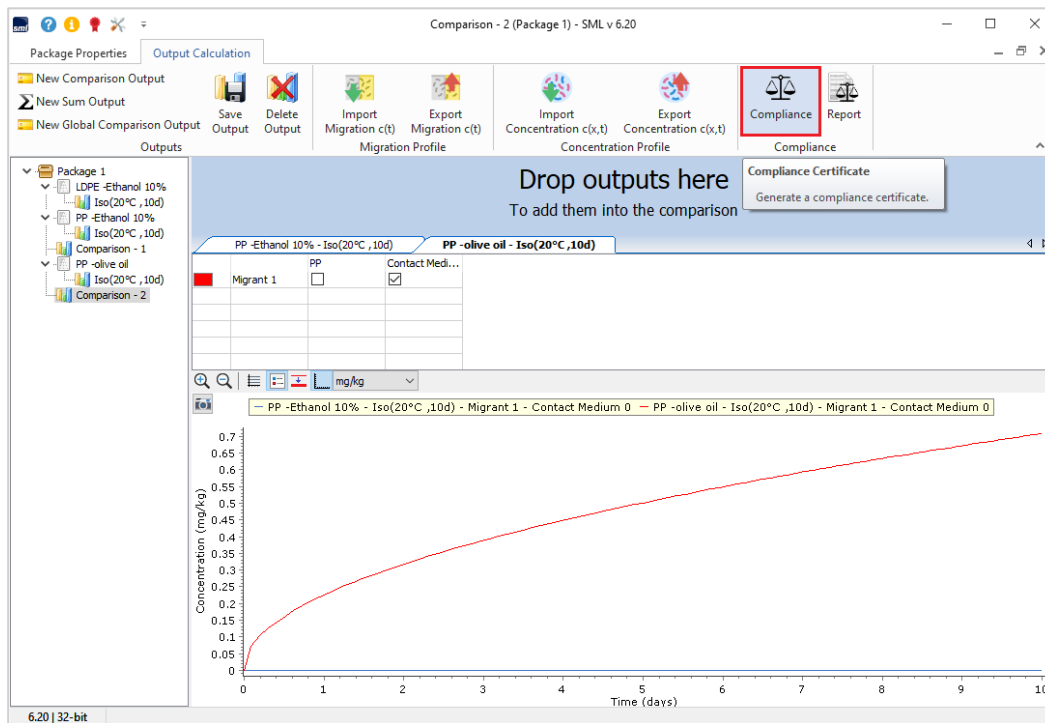 sml
Comparison - 2 (Package 1) - SML v 6.20
Package Properties
Output Calculation
New Comparison Output
New Sum Output
New Global Comparison Output
Save Output
Delete Output
Outputs
Import Migration c(t)
Export Migration c(t)
Migration Profile
Import Concentration c(x,t)
Export Concentration c(x,t)
Concentration Profile
Compliance
Report
Compliance
Compliance Certificate
Generate a compliance certificate.
Package 1
LDPE -Ethanol 10%
Iso(20°C ,10d)
PP -Ethanol 10%
Iso(20°C ,10d)
Comparison - 1
PP -olive oil
Iso(20°C ,10d)
Comparison - 2
Drop outputs here
To add them into the comparison
PP -Ethanol 10% - Iso(20°C ,10d)
PP -olive oil - Iso(20°C ,10d)
PP
Contact Medi...
Migrant 1
mg/kg
PP -Ethanol 10% - Iso(20°C ,10d) - Migrant 1 - Contact Medium 0
PP -olive oil - Iso(20°C ,10d) - Migrant 1 - Contact Medium 0
Concentration (mg/kg)
0.7
0.65
0.6
0.55
0.5
0.45
0.4
0.35
0.3
0.25
0.2
0.15
0.1
0.05
0
0 1 2 3 4 5 6 7 8 9 10
Time (days)
6.20 | 32-bit